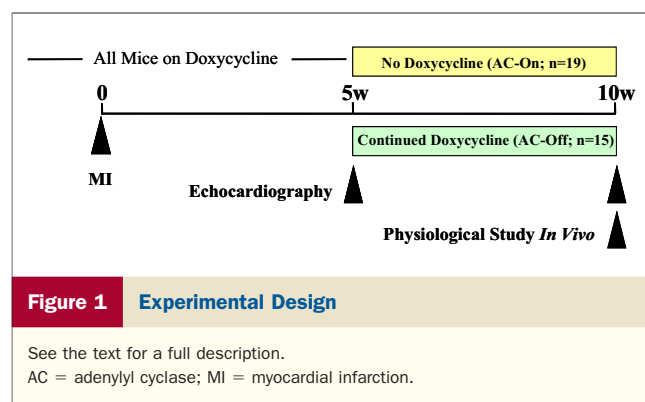 All Mice on Doxycycline
No Doxycycline (AC-On; n=19)
0
5w
10w
Continued Doxycycline (AC-Off; n=15)
MI
Echocardiography
Physiological Study In Vivo
Figure 1 Experimental Design
See the text for a full description.
AC = adenylyl cyclase; MI = myocardial infarction.